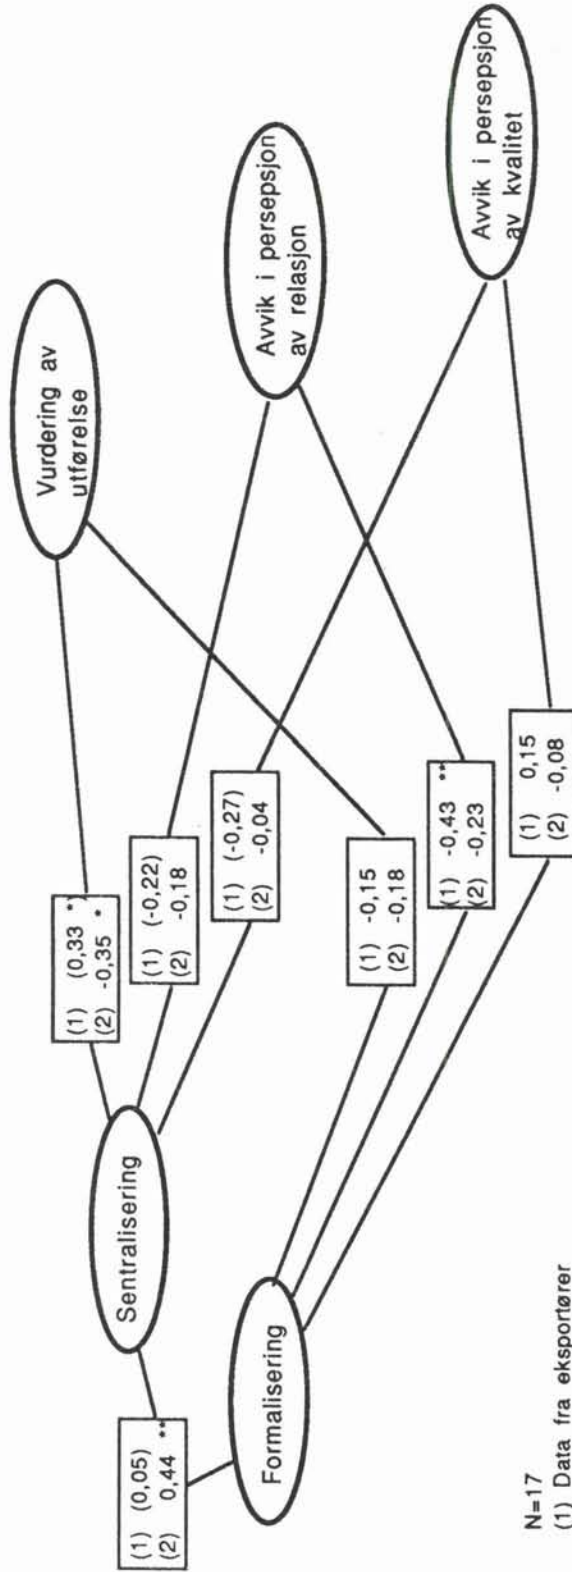 Vurdering av
utførelse
Avvik i persepsjon
av relasjon
Avvik i persepsjon
av kvalitet
(1) (0,33 *)
(2) -0,35 *
(1) (-0,22)
(2) -0,18
(1) (-0,27)
(2) -0,04
(1) -0,15
(2) -0,18
(1) -0,43 **
(2) -0,23
(1) 0,15
(2) -0,08
Sentralisering
Formalisering
(1) (0,05)
(2) 0,44 **
N=17
(1) Data fra eksportører